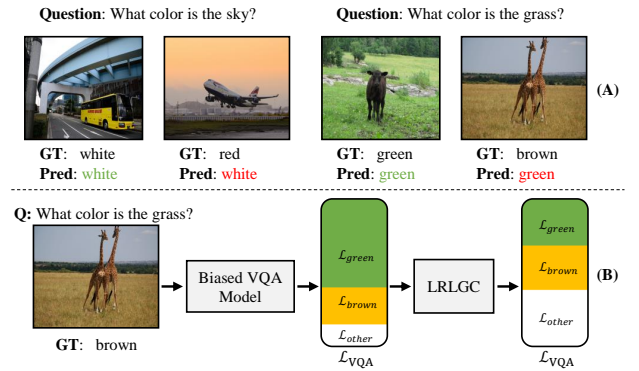 Question: What color is the sky?
Question: What color is the grass?
(A)
GT: white
Pred: white
GT: red
Pred: white
GT: green
Pred: green
GT: brown
Pred: green
Q: What color is the grass?
GT: brown
Biased VQA
Model
ℒgreen
ℒbrown
ℒother
ℒVQA
LRLGC
ℒgreen
ℒbrown
ℒother
ℒVQA
(B)